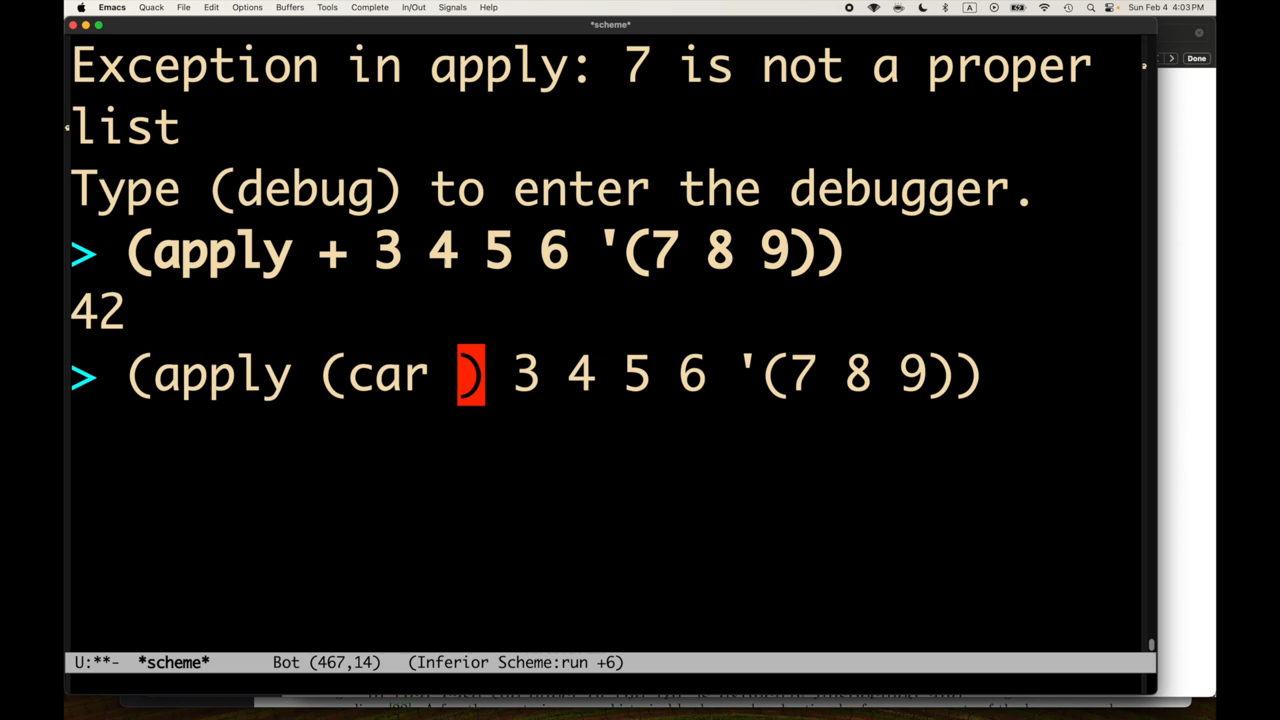 Emacs Quack File Edit Options Buffers Tools Complete In/Out Signals Help Sun Feb 4 4:03 PM
*scheme*
Done
Exception in apply: 7 is not a proper
list
Type (debug) to enter the debugger.
> (apply + 3 4 5 6 '(7 8 9))
42
> (apply (car ) 3 4 5 6 '(7 8 9))
U:**- *scheme* Bot (467,14) (Inferior Scheme:run +6)